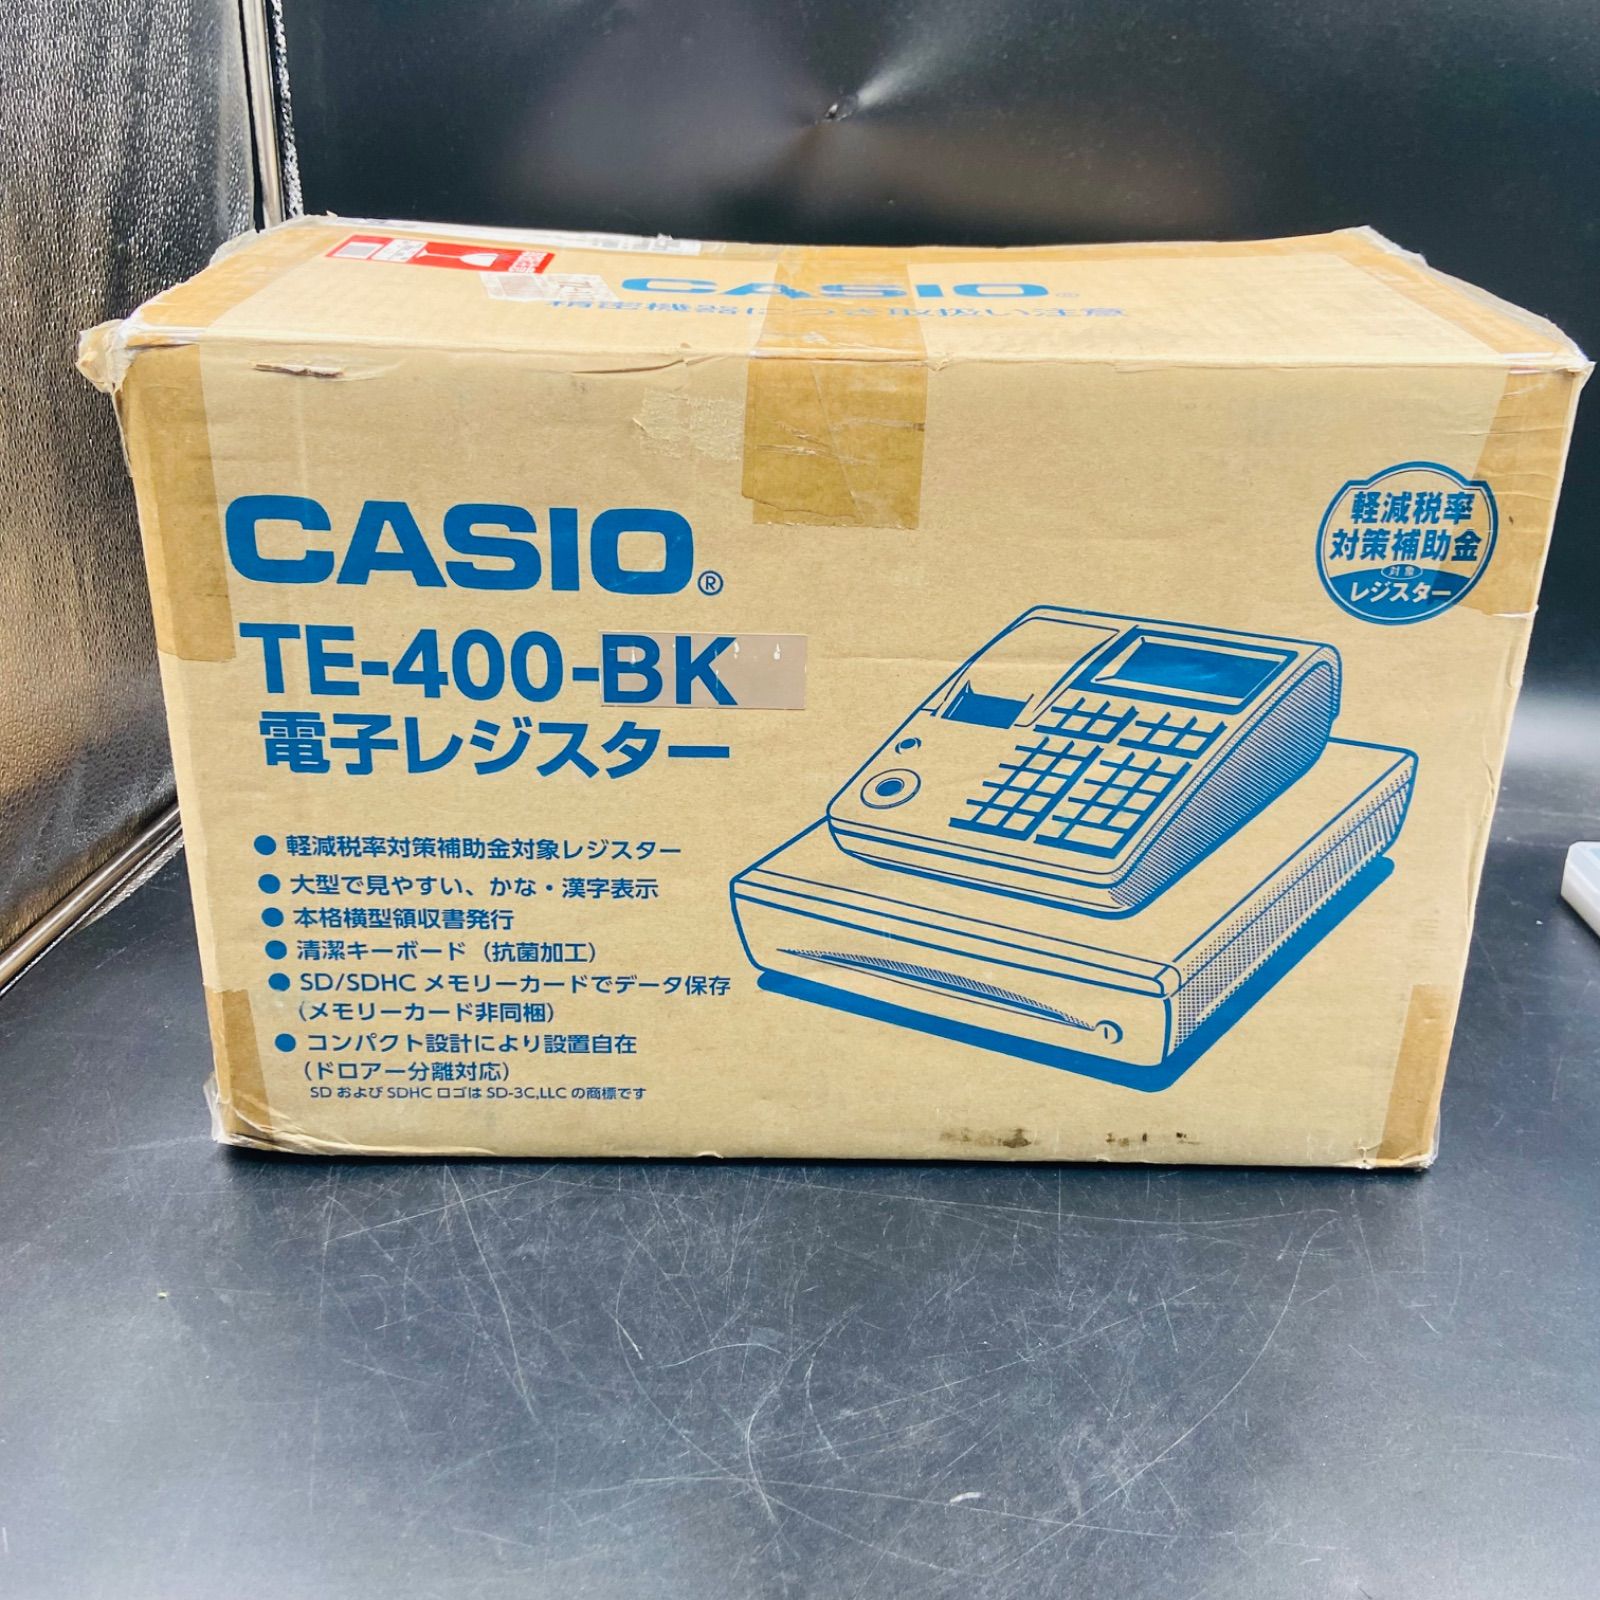 CASIO®
精密機器につき取扱い注意
CASIO®
TE-400-BK
電子レジスター
軽減税率
対策補助金
対象
レジスター
● 軽減税率対策補助金対象レジスター
● 大型で見やすい、かな・漢字表示
● 本格横型領収書発行
● 清潔キーボード（抗菌加工）
● SD/SDHC メモリーカードでデータ保存
（メモリーカード非同梱）
● コンパクト設計により設置自在
（ドロアー分離対応）
SD および SDHC ロゴは SD-3C,LLC の商標です